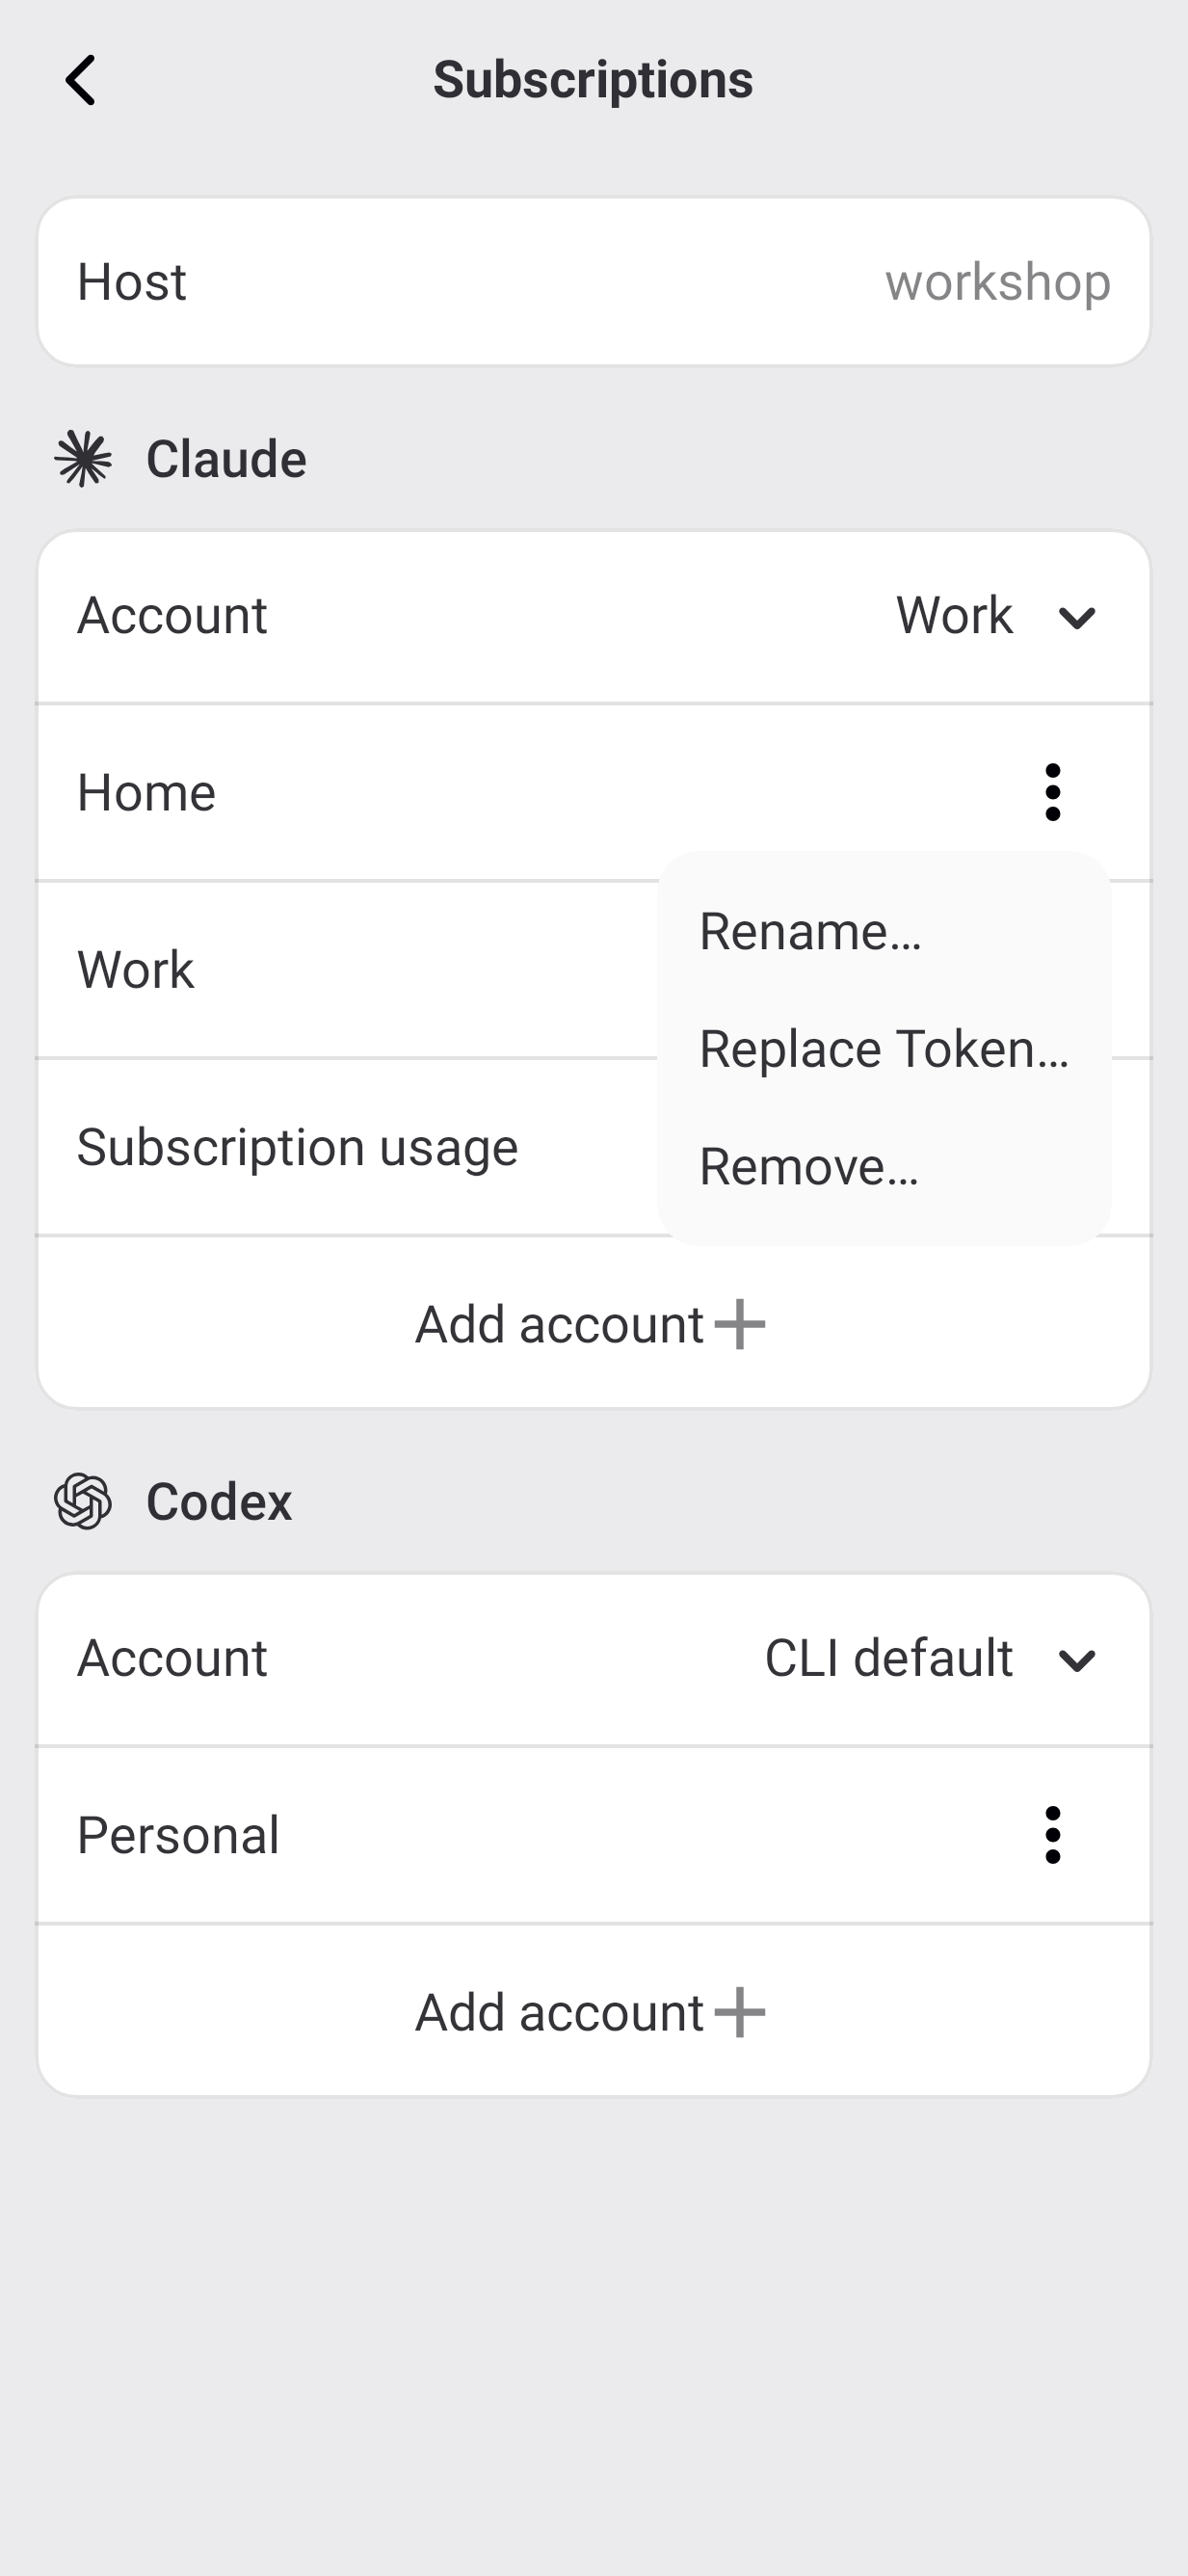 Subscriptions
Host workshop
Claude
Account Work
Home
Rename...
Work
Replace Token...
Subscription usage
Remove...
Add account
Codex
Account CLI default
Personal
Add account